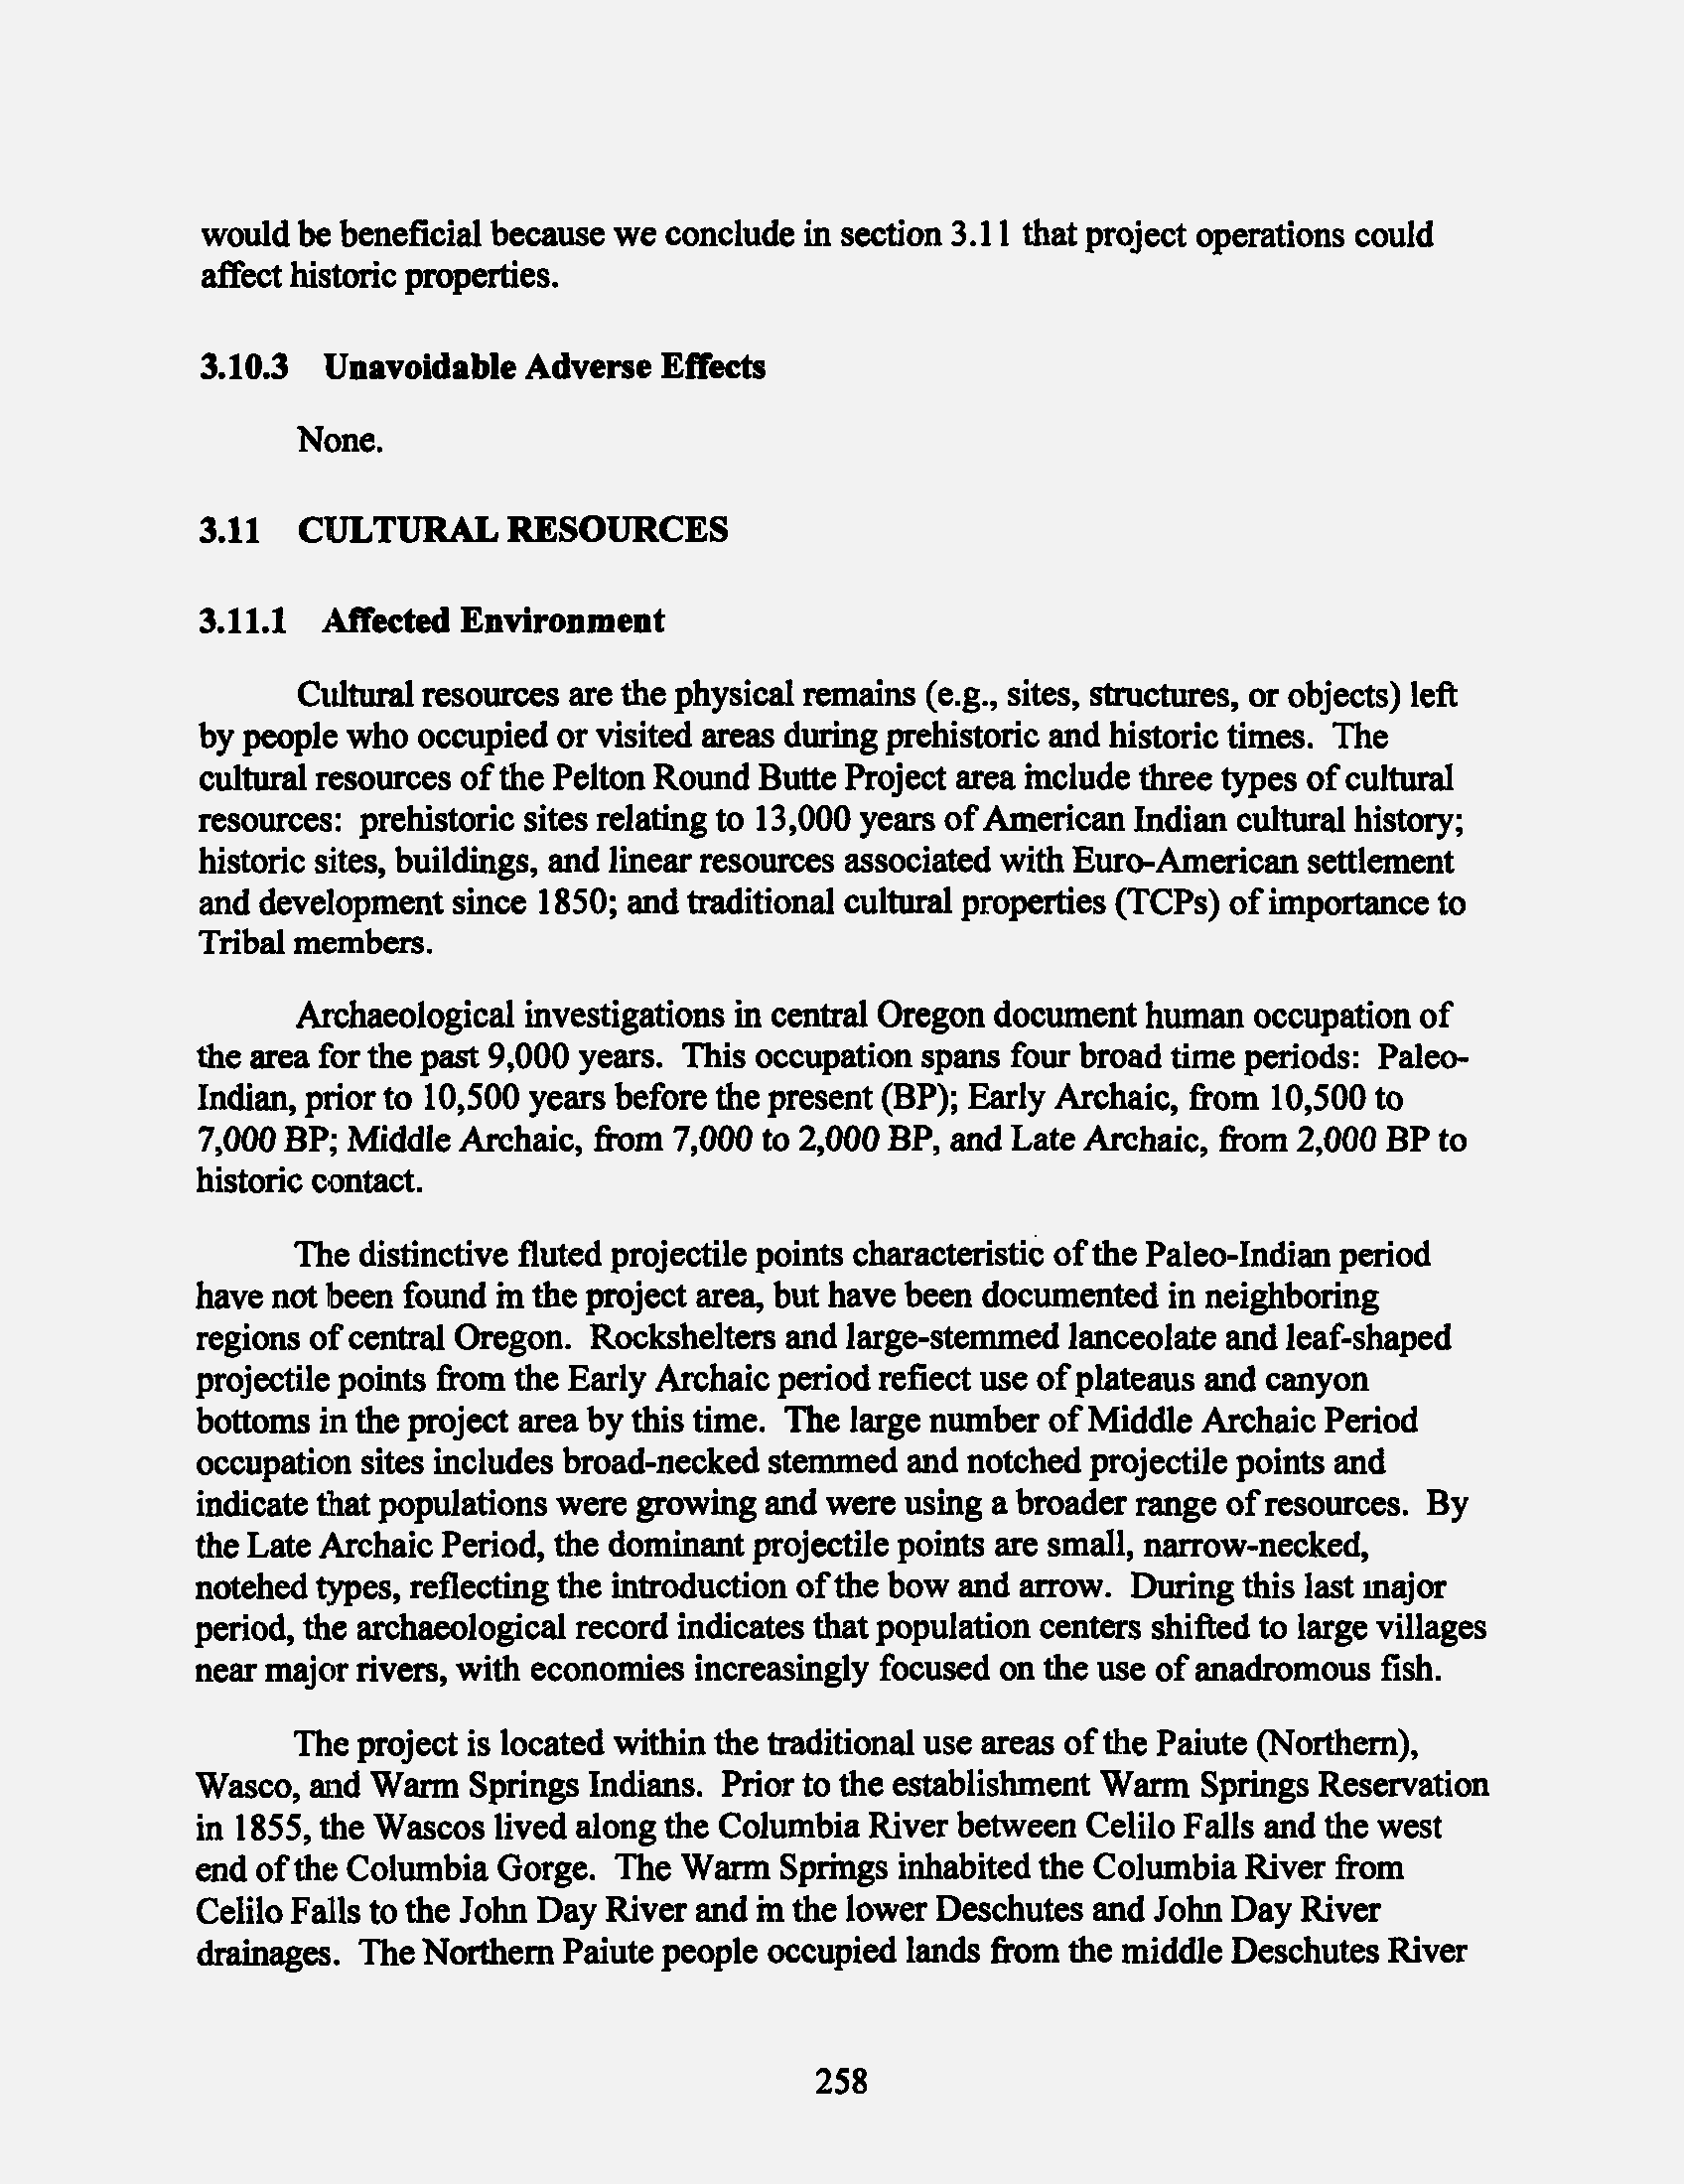 would be beneficial because we conclude in section 3.11 that project operations could
affect historic properties.
3.10.3 Unavoidable Adverse Effects
None.
3.11 CULTURAL RESOURCES
3.11.1 Affected Environment
Cultural resources are the physical remains (e.g., sites, structures, or objects) left
by people who occupied or visited areas during prehistoric and historic times. The
cultural resources of the Pelton Round Butte Project area include three types of cultural
resources: prehistoric sites relating to 13,000 years of American Indian cultural history;
historic sites, buildings, and linear resources associated with Euro-American settlement
and development since 1850; and traditional cultural properties (TCPs) of importance to
Tribal members.
Archaeological investigations in central Oregon document human occupation of
the area for the past 9,000 years. This occupation spans four broad time periods: Paleo-
Indian, prior to 10,500 years before the present (BP); Early Archaic, from 10,500 to
7,000 BP; Middle Archaic, from 7,000 to 2,000 BP, and Late Archaic, from 2,000 BP to
historic contact.
The distinctive fluted projectile points characteristic of the Paleo-Indian period
have not been found in the project area, but have been documented in neighboring
regions of central Oregon. Rockshelters and large-stemmed lanceolate and leaf-shaped
projectile points from the Early Archaic period reflect use of plateaus and canyon
bottoms in the project area by this time. The large number of Middle Archaic Period
occupation sites includes broad-necked stemmed and notched projectile points and
indicate that populations were growing and were using a broader range of resources. By
the Late Archaic Period, the dominant projectile points are small, narrow-necked,
notehed types, reflecting the introduction of the bow and arrow. During this last major
period, the archaeological record indicates that population centers shifted to large villages
near major rivers, with economies increasingly focused on the use of anadromous fish.
The project is located within the traditional use areas of the Paiute (Northern),
Wasco, and Warm Springs Indians. Prior to the establishment Warm Springs Reservation
in 1855, the Wascos lived along the Columbia River between Celilo Falls and the west
end of the Columbia Gorge. The Warm Springs inhabited the Columbia River from
Celilo Falls to the John Day River and in the lower Deschutes and John Day River
drainages. The Northern Paiute people occupied lands from the middle Deschutes River
258